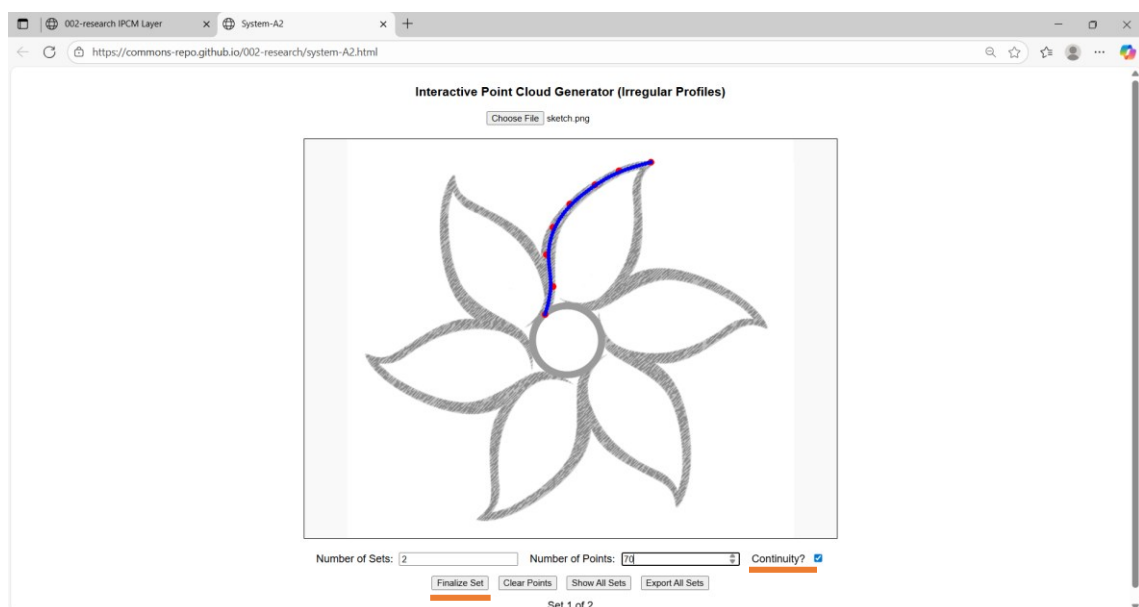 002-research IPCM Layer System-A2
https://commons-repo.github.io/002-research/system-A2.html
Interactive Point Cloud Generator (Irregular Profiles)
Choose File sketch.png
Number of Sets: 2 Number of Points: 70 Continuity?
Finalize Set Clear Points Show All Sets Export All Sets
Set 1 of 2